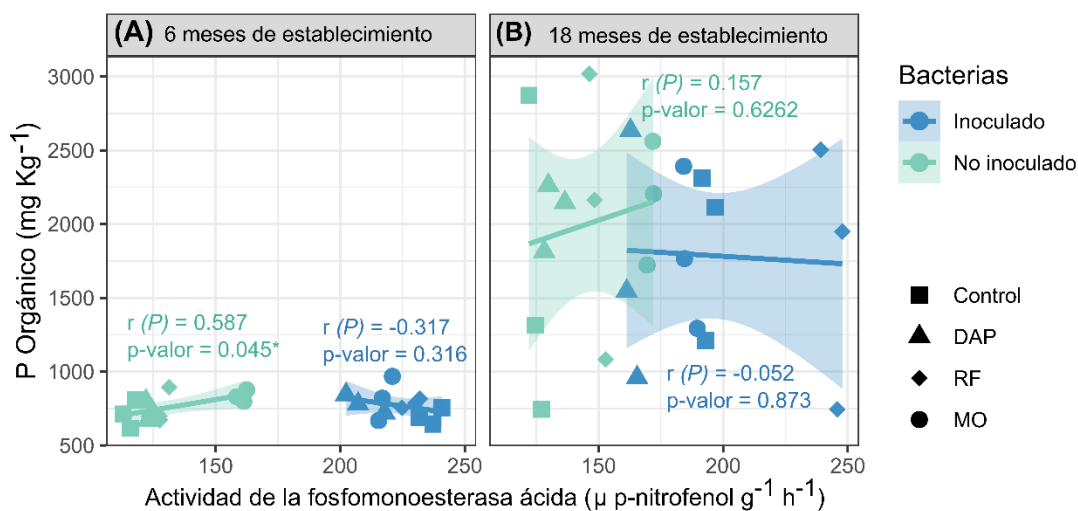 (A) 6 meses de establecimiento
(B) 18 meses de establecimiento
P Orgánico (mg Kg⁻¹)
3000
2500
2000
1500
1000
500
r (P) = 0.587
p-valor = 0.045*
r (P) = -0.317
p-valor = 0.316
r (P) = 0.157
p-valor = 0.6262
r (P) = -0.052
p-valor = 0.873
150 200 250
150 200 250
Actividad de la fosfomonoesterasa ácida (µ p-nitrofenol g⁻¹ h⁻¹)
Bacterias
Inoculado
No inoculado
Control
DAP
RF
MO